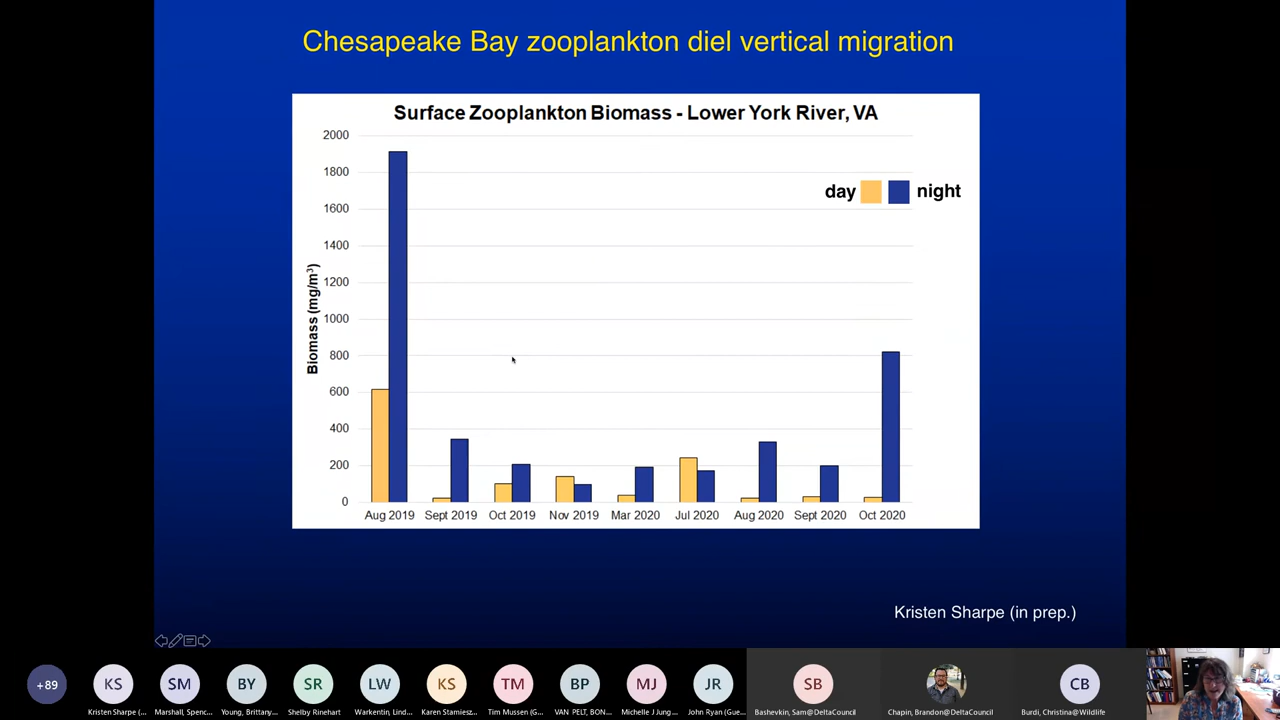 Chesapeake Bay zooplankton diel vertical migration
Surface Zooplankton Biomass - Lower York River, VA
2000
1800
1600
1400
1200
1000
800
600
400
200
0
Biomass (mg/m³)
day night
Aug 2019 Sept 2019 Oct 2019 Nov 2019 Mar 2020 Jul 2020 Aug 2020 Sept 2020 Oct 2020
Kristen Sharpe (in prep.)
+89 KS SM BY SR LW KS TM BP MJ JR SB CB
Kristen Sharpe (... Marshall, Spenc... Young, Brittany... Shelby Rinehart Warkentin, Lind... Karen Stamiesz... Tim Mussen (G... VAN PELT, BON... Michelle J Jung... John Ryan (Gue... Bashevkin, Sam@DeltaCouncil Chapin, Brandon@DeltaCouncil Burdi, Christina@Wildlife